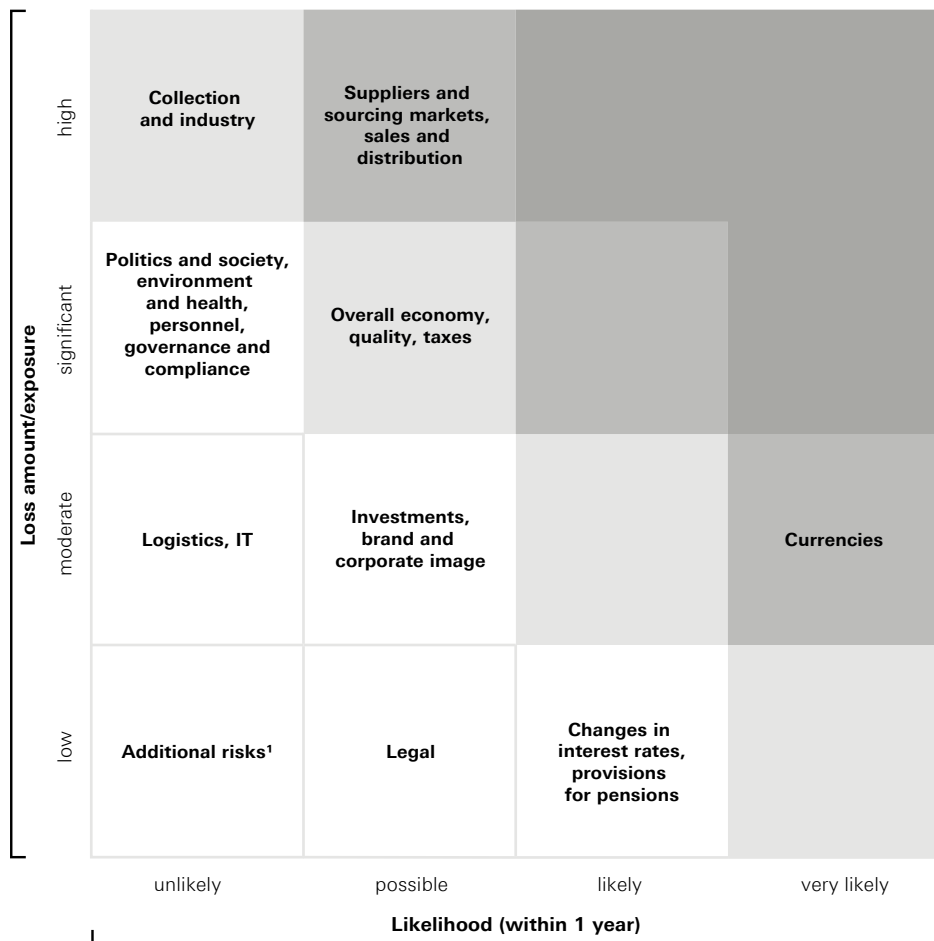 Loss amount/exposure
high
Collection
and industry
Suppliers and
sourcing markets,
sales and
distribution
significant
Politics and society,
environment
and health,
personnel,
governance and
compliance
Overall economy,
quality, taxes
moderate
Logistics, IT
Investments,
brand and
corporate image
Currencies
low
Additional risks¹
Legal
Changes in
interest rates,
provisions
for pensions
unlikely
possible
likely
very likely
Likelihood (within 1 year)